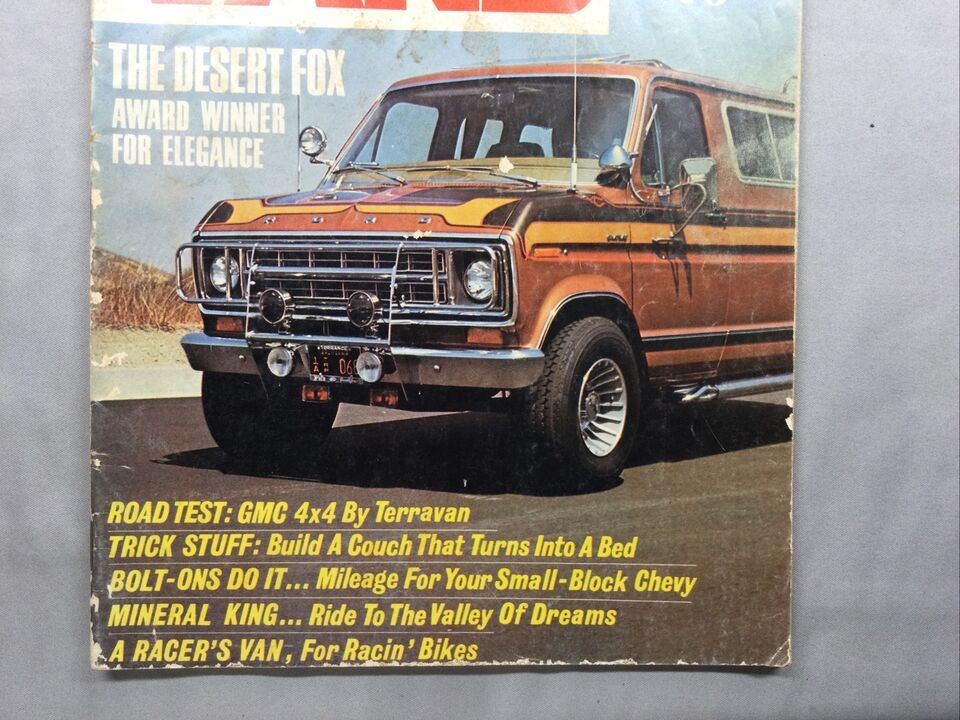 THE DESERT FOX
AWARD WINNER
FOR ELEGANCE
FORD
TORRANCE
ROAD TEST: GMC 4x4 By Terravan
TRICK STUFF: Build A Couch That Turns Into A Bed
BOLT-ONS DO IT... Mileage For Your Small-Block Chevy
MINERAL KING... Ride To The Valley Of Dreams
A RACER'S VAN, For Racin' Bikes